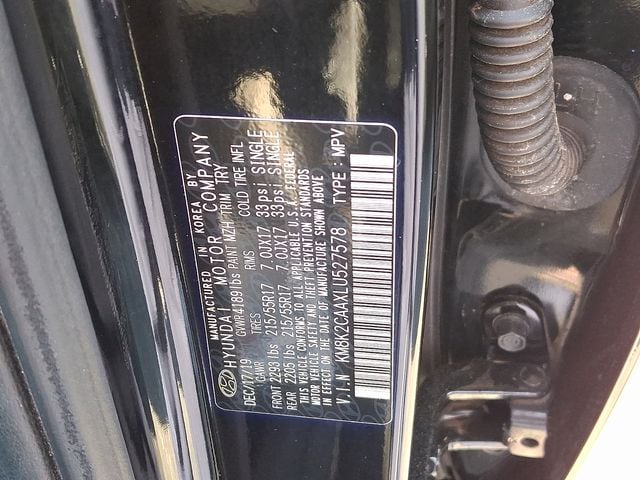 MANUFACTURED IN KOREA BY
HYUNDAI MOTOR COMPANY
DEC/17/19 GVWR4189 lbs PAINT MZH TRIM TRY
GAWR TIRES RIMS COLD TIRE INFL
FRONT 2293 lbs 215/55R17 7.0JX17 33psi SINGLE
REAR 2205 lbs 215/55R17 7.0JX17 33psi SINGLE
THIS VEHICLE CONFORMS TO ALL APPLICABLE U.S.A FEDERAL
MOTOR VEHICLE SAFETY AND THEFT PREVENTION STANDARDS
IN EFFECT ON THE DATE OF MANUFACTURE SHOWN ABOVE
V.I.N : KM8K2CAAXLU527578 TYPE : MPV